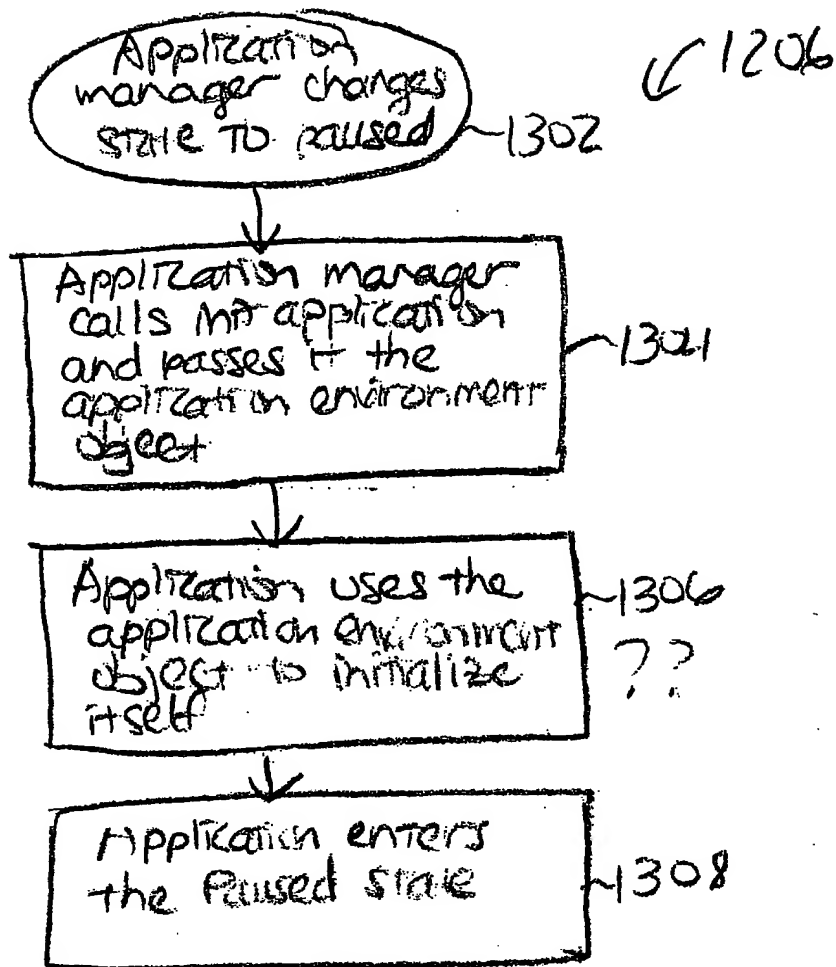 Application
manager changes
state to paused
1206
1302
Application manager
calls init application
and passes it the
application environment
object
1304
Application uses the
application environment
object to initialize
itself
1306
??
Application enters
the Paused state
1308